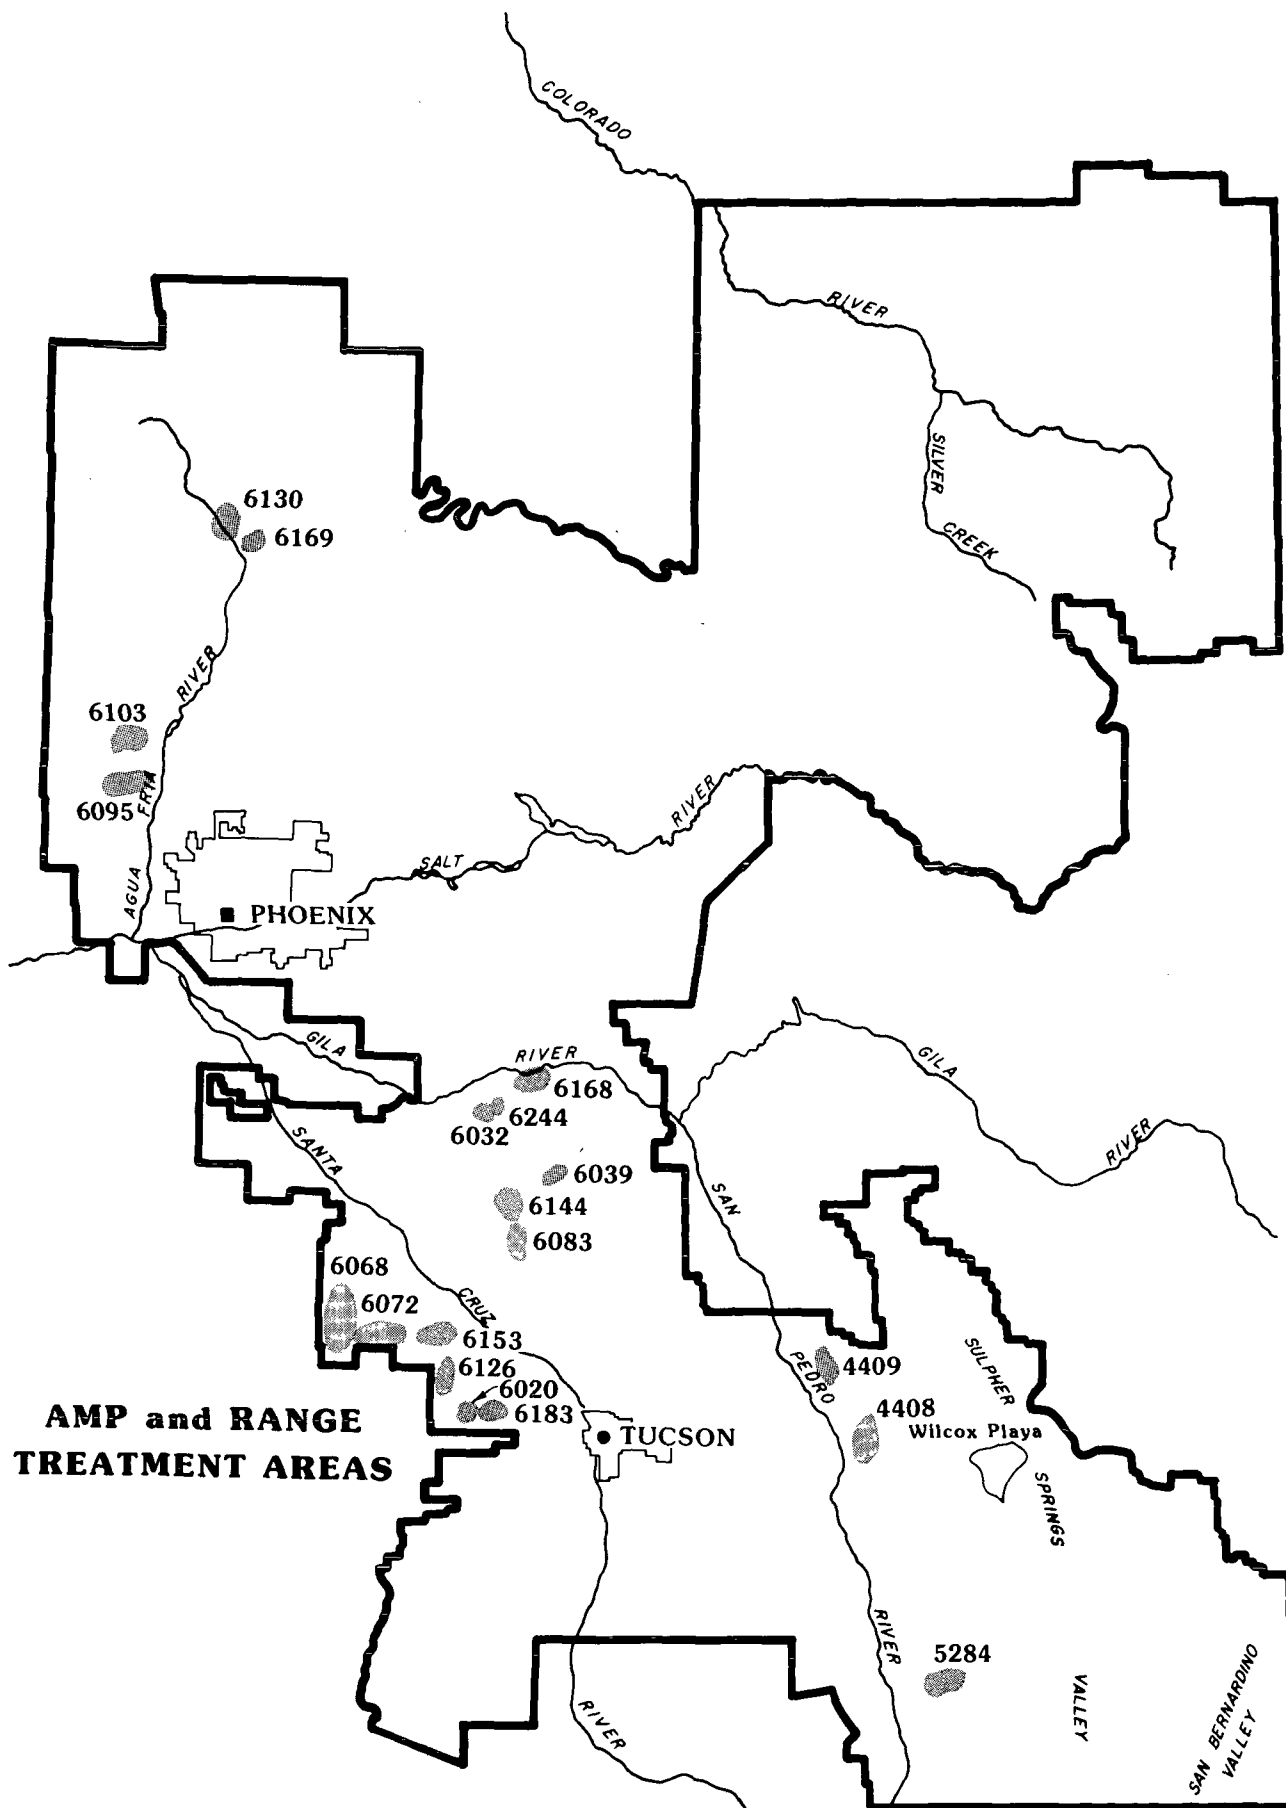 COLORADO
RIVER
SILVER
CREEK
6130
6169
RIVER
6103
6095
FRIA
AGUA
PHOENIX
SALT
RIVER
GILA
RIVER
GILA
RIVER
6168
6244
6032
SANTA
6039
6144
SAN
6083
6068
6072
CRUZ
6153
6126
6020
6183
PEDRO
4409
SULPHER
4408
Wilcox Playa
AMP and RANGE
TREATMENT AREAS
TUCSON
SPRINGS
RIVER
5284
VALLEY
SAN BERNARDINO
VALLEY
RIVER